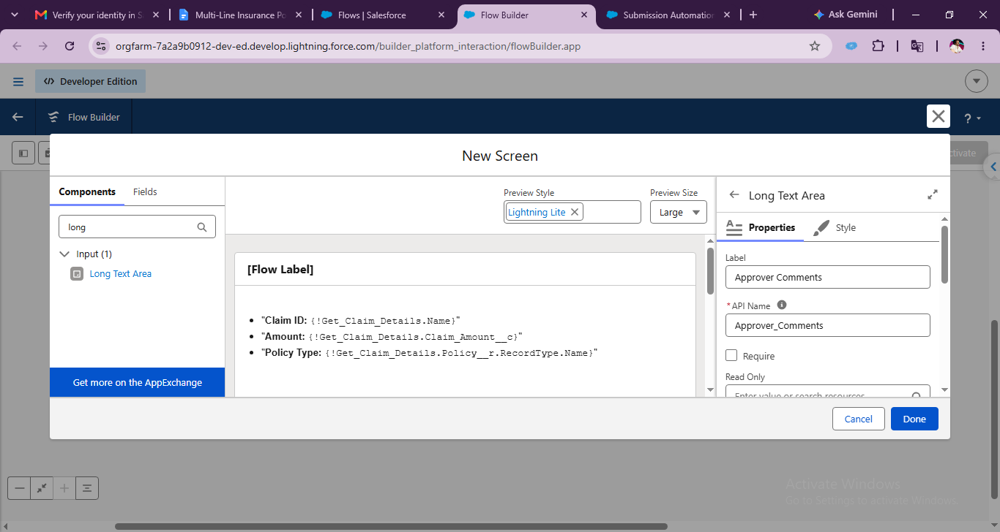 Verify your identity in S
Multi-Line Insurance Po
Flows | Salesforce
Flow Builder
Submission Automation
Ask Gemini
orgfarm-7a2a9b0912-dev-ed.develop.lightning.force.com/builder_platform_interaction/flowBuilder.app
Developer Edition
Flow Builder
?
New Screen
ctivate
Components
Fields
Preview Style
Preview Size
Lightning Lite
Large
Long Text Area
long
Properties
Style
Input (1)
Long Text Area
Label
Approver Comments
[Flow Label]
* API Name
Approver_Comments
• "Claim ID: {!Get_Claim_Details.Name}"
• "Amount: {!Get_Claim_Details.Claim_Amount__c}"
• "Policy Type: {!Get_Claim_Details.Policy__r.RecordType.Name}"
Require
Read Only
Enter value or search resources...
Get more on the AppExchange
Cancel
Done
Activate Windows
Go to Settings to activate Windows.